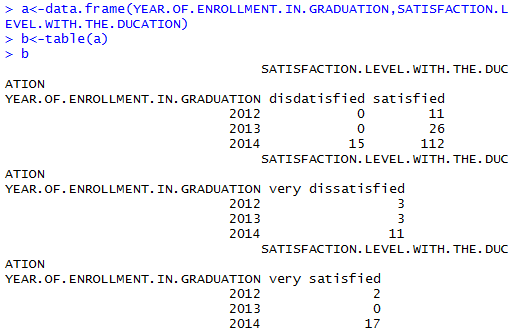 > a<-data.frame(YEAR.OF.ENROLLMENT.IN.GRADUATION,SATISFACTION.L
EVEL.WITH.THE.DUCATION)
> b<-table(a)
> b
SATISFACTION.LEVEL.WITH.THE.DUC
ATION
YEAR.OF.ENROLLMENT.IN.GRADUATION disdatisfied satisfied
2012 0 11
2013 0 26
2014 15 112
SATISFACTION.LEVEL.WITH.THE.DUC
ATION
YEAR.OF.ENROLLMENT.IN.GRADUATION very dissatisfied
2012 3
2013 3
2014 11
SATISFACTION.LEVEL.WITH.THE.DUC
ATION
YEAR.OF.ENROLLMENT.IN.GRADUATION very satisfied
2012 2
2013 0
2014 17